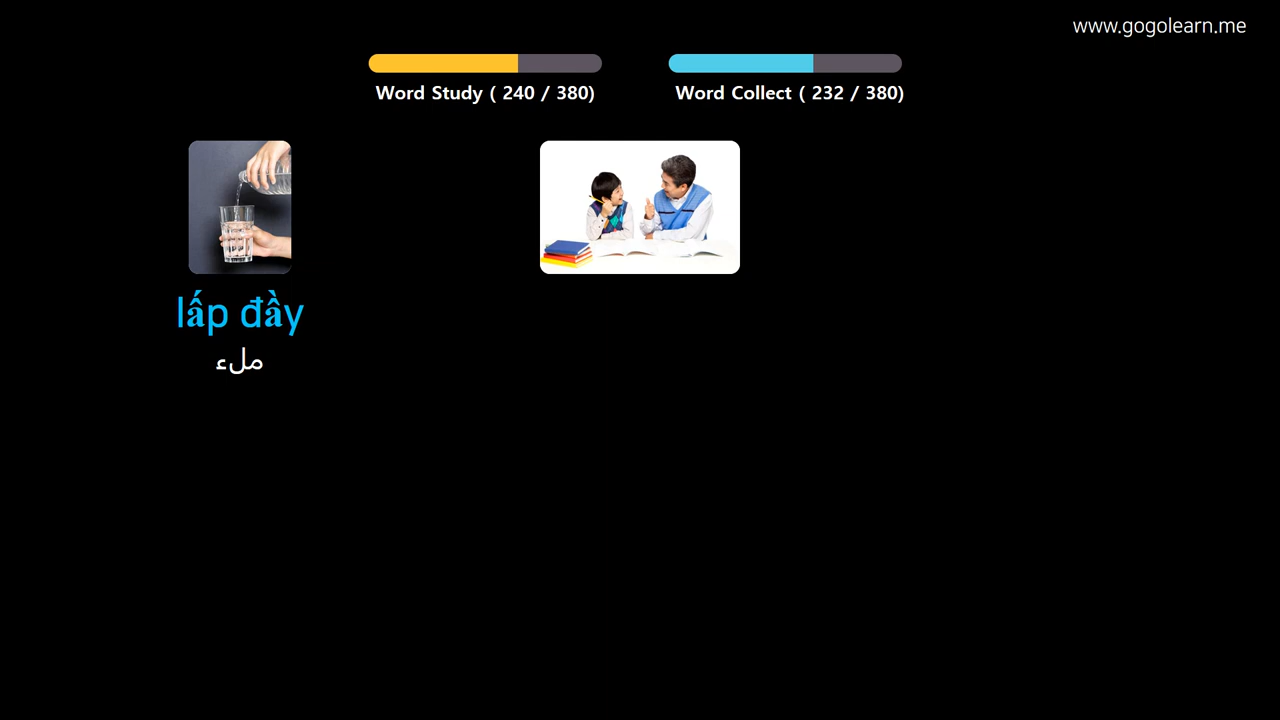 www.gogolearn.me
Word Study ( 240 / 380)
Word Collect ( 232 / 380)
lấp đầy
ملء